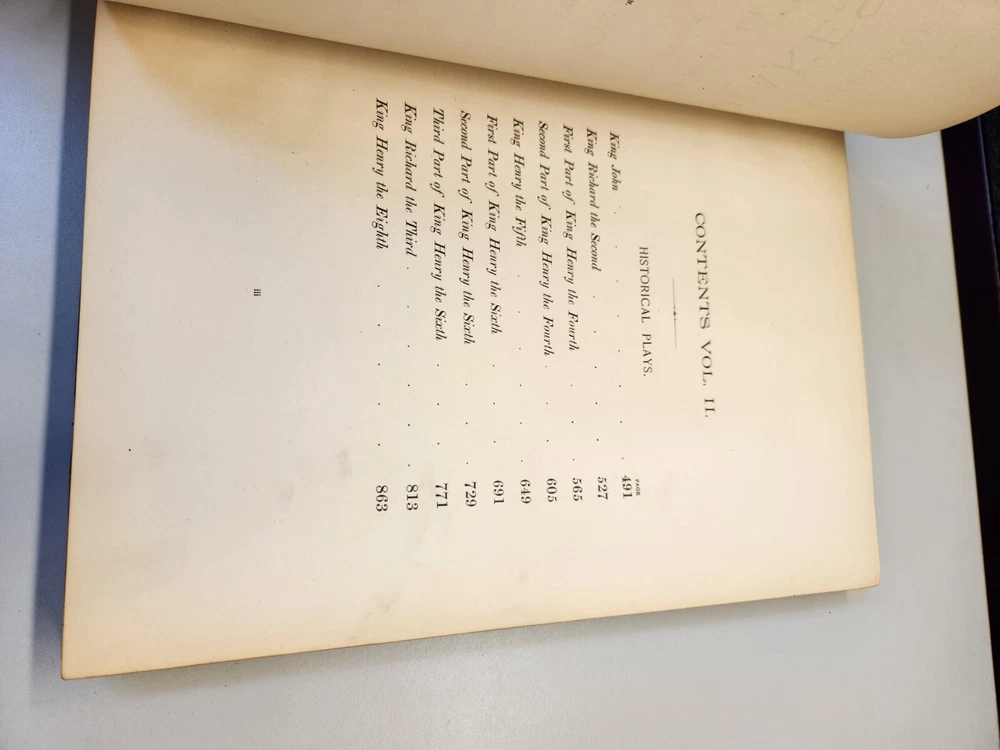 CONTENTS VOL. II.
HISTORICAL PLAYS.
PAGE
King John . . . . . 491
King Richard the Second . . . . 527
First Part of King Henry the Fourth . . . 565
Second Part of King Henry the Fourth . . . 605
King Henry the Fifth . . . . 649
First Part of King Henry the Sixth . . . 691
Second Part of King Henry the Sixth . . . 729
Third Part of King Henry the Sixth . . . 771
King Richard the Third . . . . . 813
King Henry the Eighth . . . . 863
iii